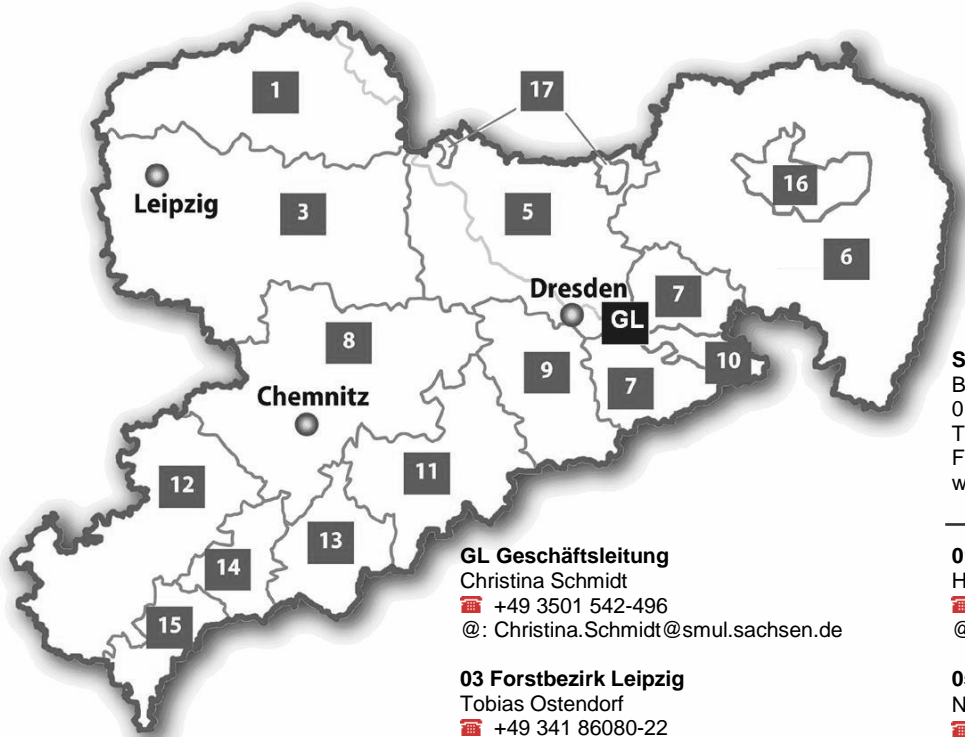 1
17
Leipzig
3
5
16
6
Dresden
7
GL
8
9
7
10
Chemnitz
11
12
13
14
15
GL Geschäftsleitung
Christina Schmidt
☎ +49 3501 542-496
@: Christina.Schmidt@smul.sachsen.de
03 Forstbezirk Leipzig
Tobias Ostendorf
☎ +49 341 86080-22